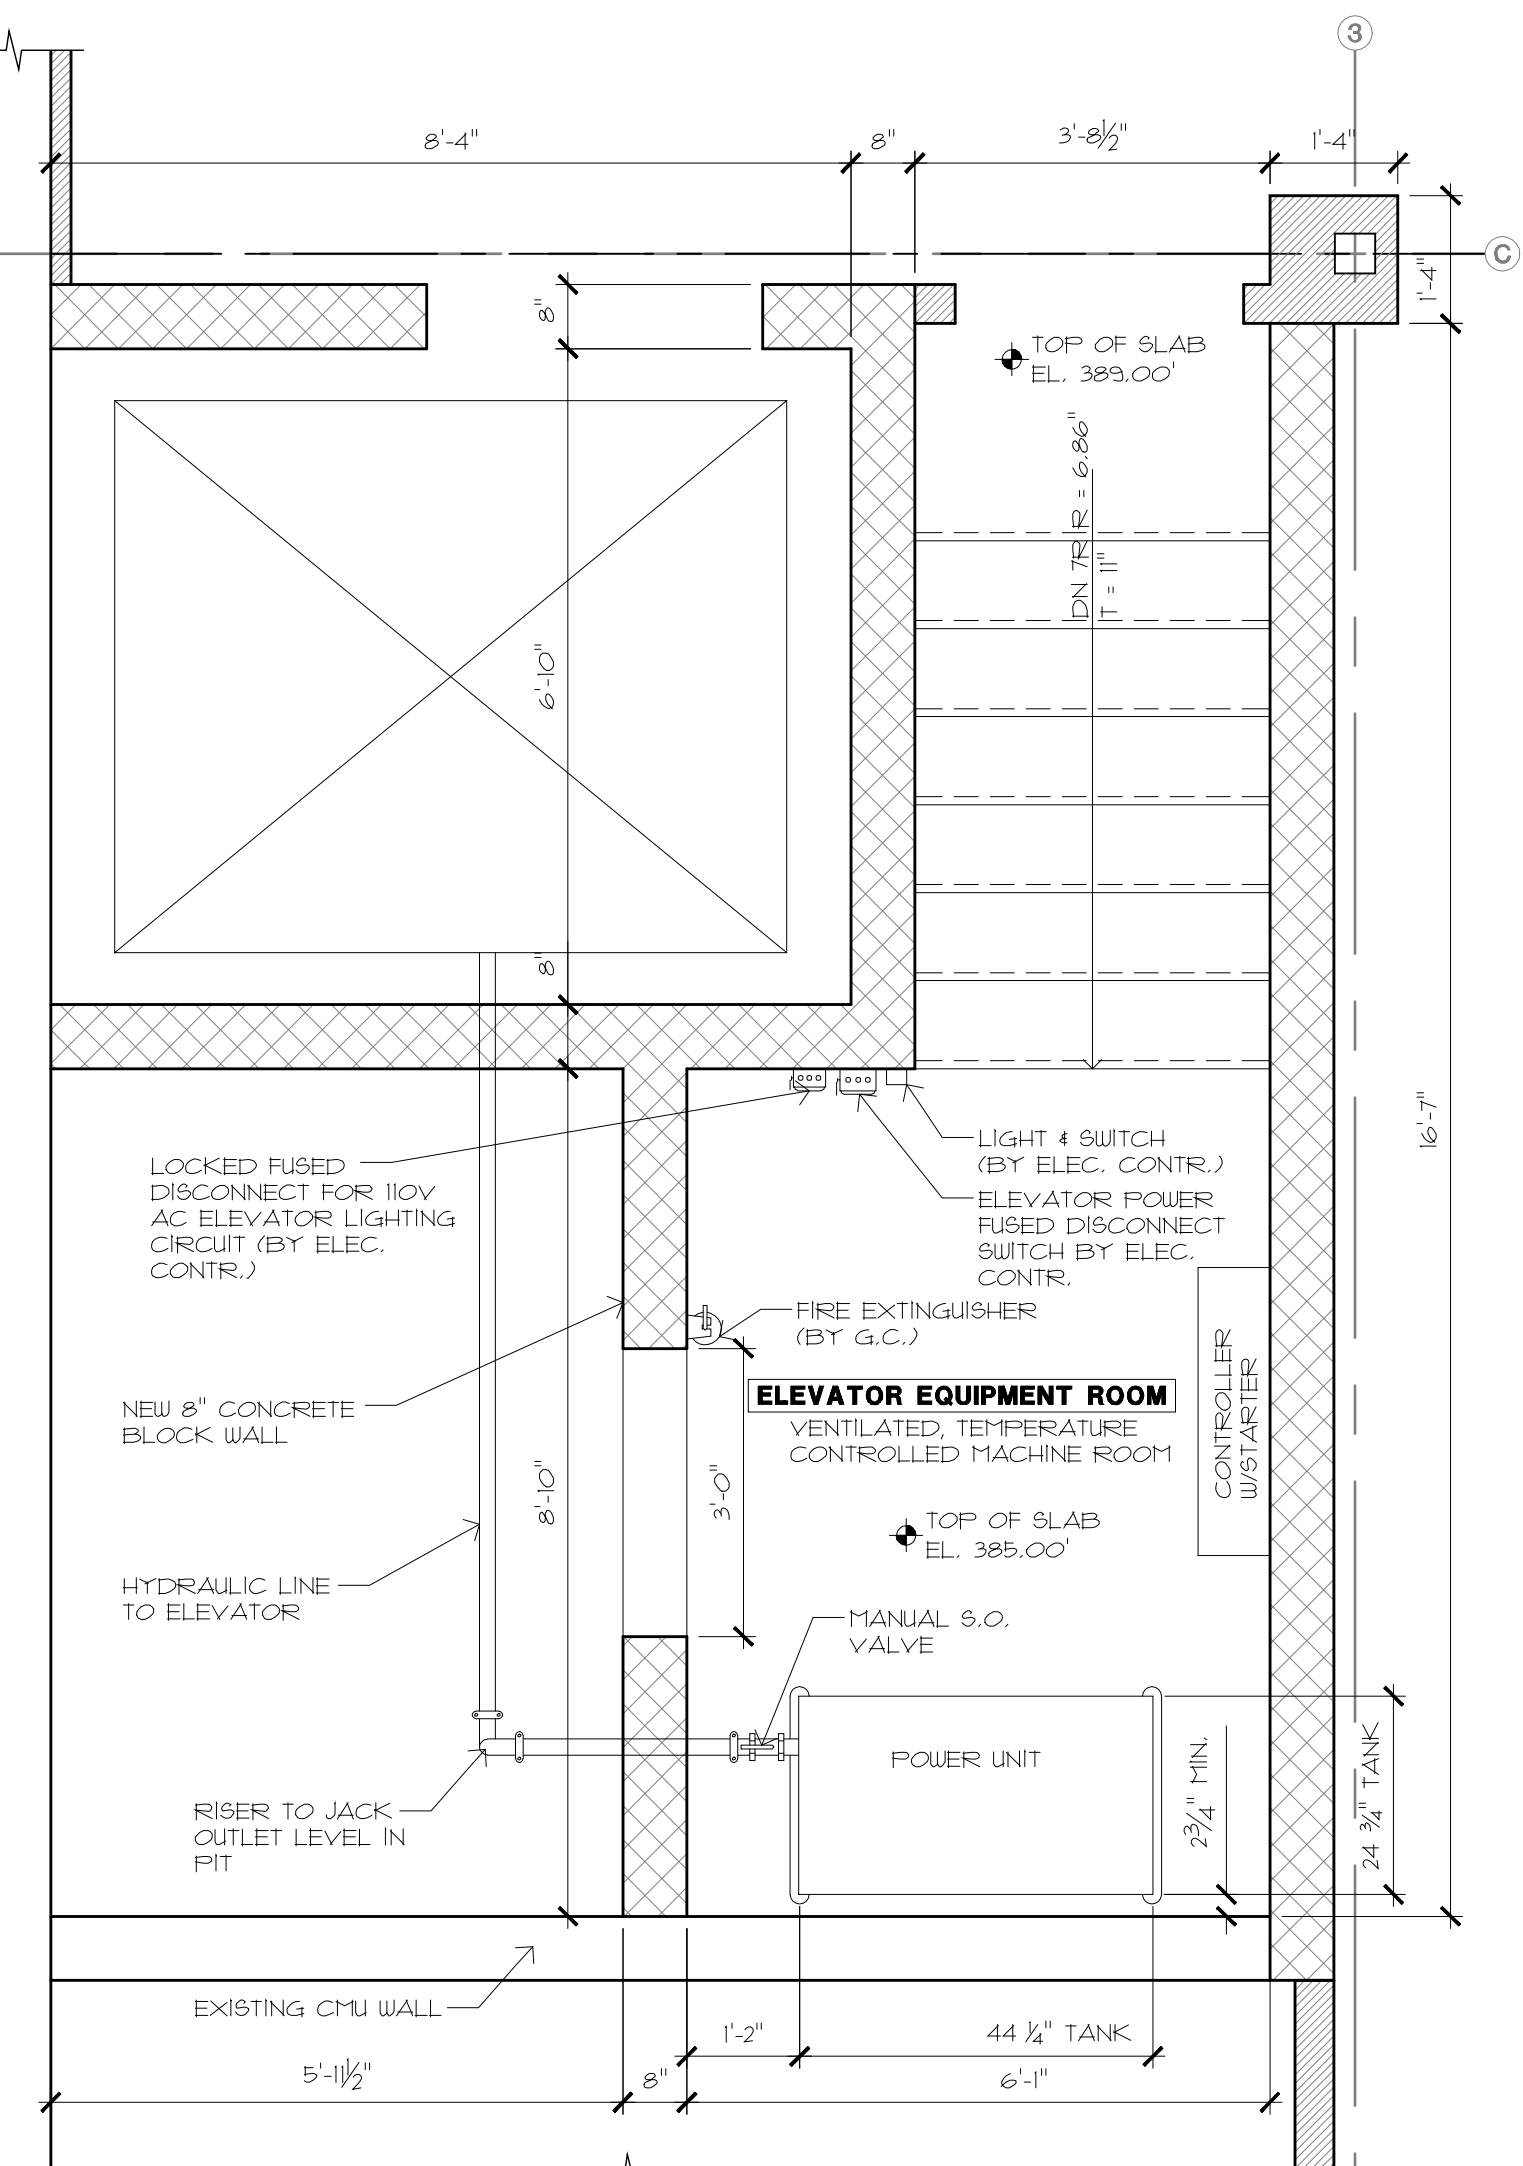 3
8'-4"
8"
3'-8½"
1'-4"
C
1'-4"
8"
TOP OF SLAB
EL. 389.00'
DN 7R R = 6.86"
T = 11"
6'-10"
8"
16'-7"
LIGHT & SWITCH
(BY ELEC. CONTR.)
LOCKED FUSED
DISCONNECT FOR 110V
AC ELEVATOR LIGHTING
CIRCUIT (BY ELEC.
CONTR.)
ELEVATOR POWER
FUSED DISCONNECT
SWITCH BY ELEC.
CONTR.
FIRE EXTINGUISHER
(BY G.C.)
ELEVATOR EQUIPMENT ROOM
VENTILATED, TEMPERATURE
CONTROLLED MACHINE ROOM
CONTROLLER
W/STARTER
NEW 8" CONCRETE
BLOCK WALL
8'-10"
3'-0"
TOP OF SLAB
EL. 385.00'
HYDRAULIC LINE
TO ELEVATOR
MANUAL S.O.
VALVE
POWER UNIT
2¾" MIN.
24 ¾" TANK
RISER TO JACK
OUTLET LEVEL IN
PIT
EXISTING CMU WALL
1'-2"
44 ¼" TANK
5'-11½"
8"
6'-1"